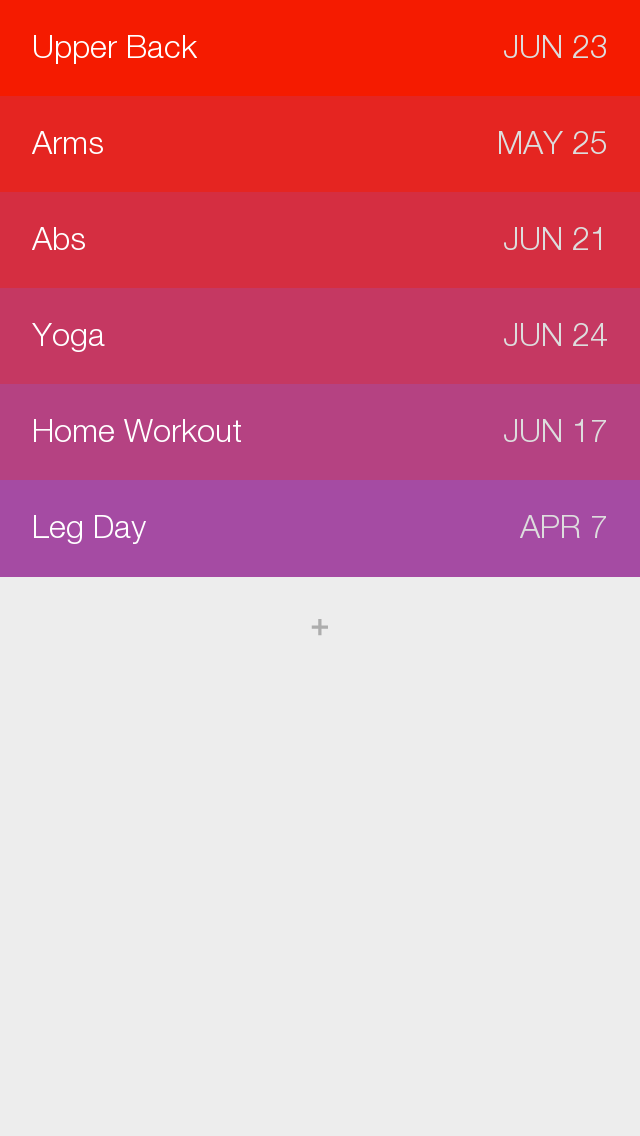 Upper Back JUN 23
Arms MAY 25
Abs JUN 21
Yoga JUN 24
Home Workout JUN 17
Leg Day APR 7
+